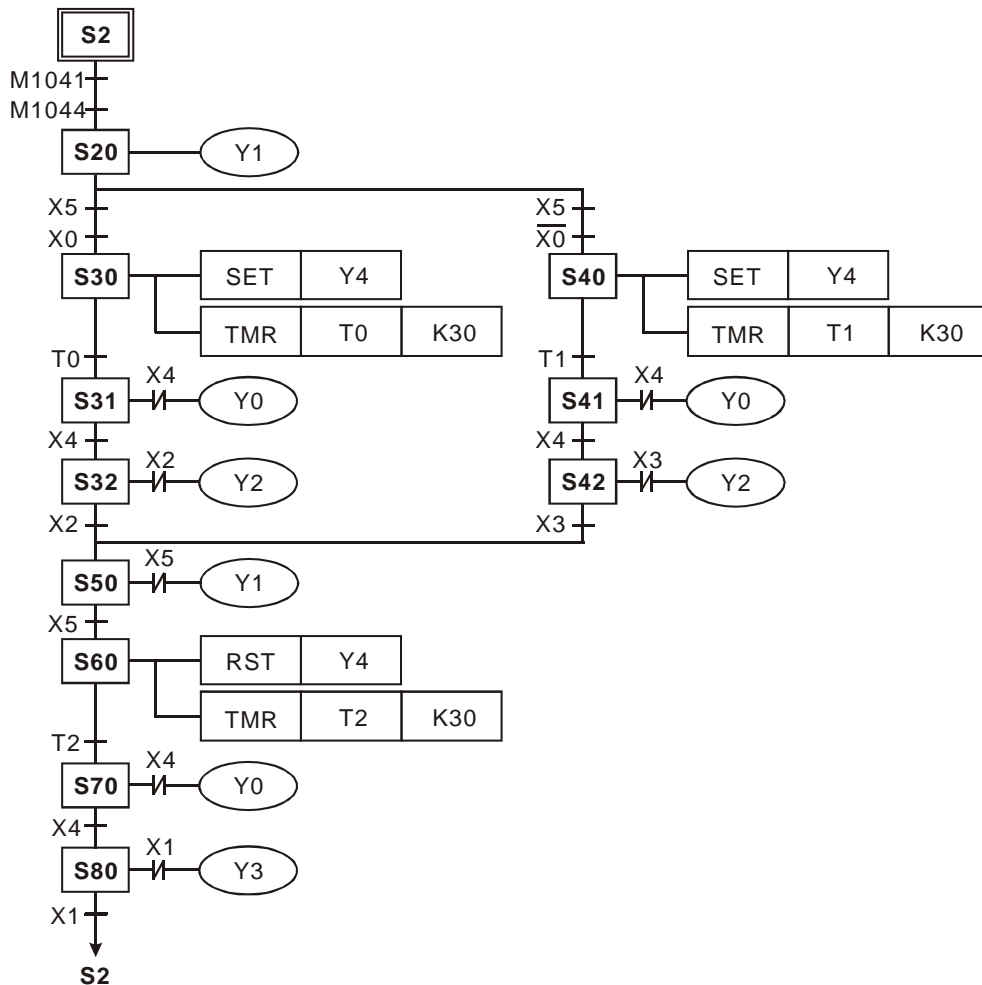 S2
M1041
M1044
S20 Y1
X5 X5
X0 X0
S30 SET Y4 S40 SET Y4
TMR T0 K30 TMR T1 K30
T0 T1
X4 X4
S31 Y0 S41 Y0
X4 X4
X2 X3
S32 Y2 S42 Y2
X2 X3
X5
S50 Y1
X5
S60 RST Y4
TMR T2 K30
T2
X4
S70 Y0
X4
X1
S80 Y3
X1
S2